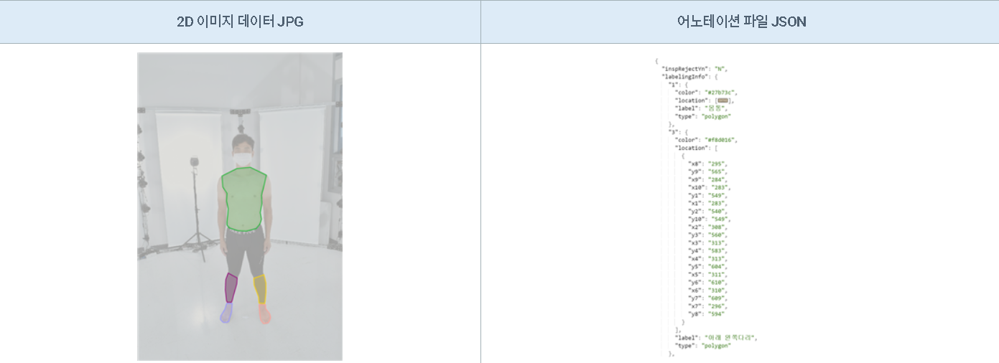 2D 이미지 데이터 JPG
어노테이션 파일 JSON
{
"inspRejectYn": "N",
"labelingInfo": {
"1": {
"color": "#27b73c",
"location": [ ],
"label": "몸통",
"type": "polygon"
},
"3": {
"color": "#f8d016",
"location": [
{
"x8": "295",
"y9": "565",
"x9": "284",
"x10": "283",
"y1": "549",
"x1": "283",
"y2": "540",
"y10": "549",
"x2": "308",
"y3": "560",
"x3": "313",
"y4": "583",
"x4": "313",
"y5": "604",
"x5": "311",
"y6": "610",
"x6": "310",
"y7": "609",
"x7": "296",
"y8": "594"
}
],
"label": "아래 왼쪽다리",
"type": "polygon"
},